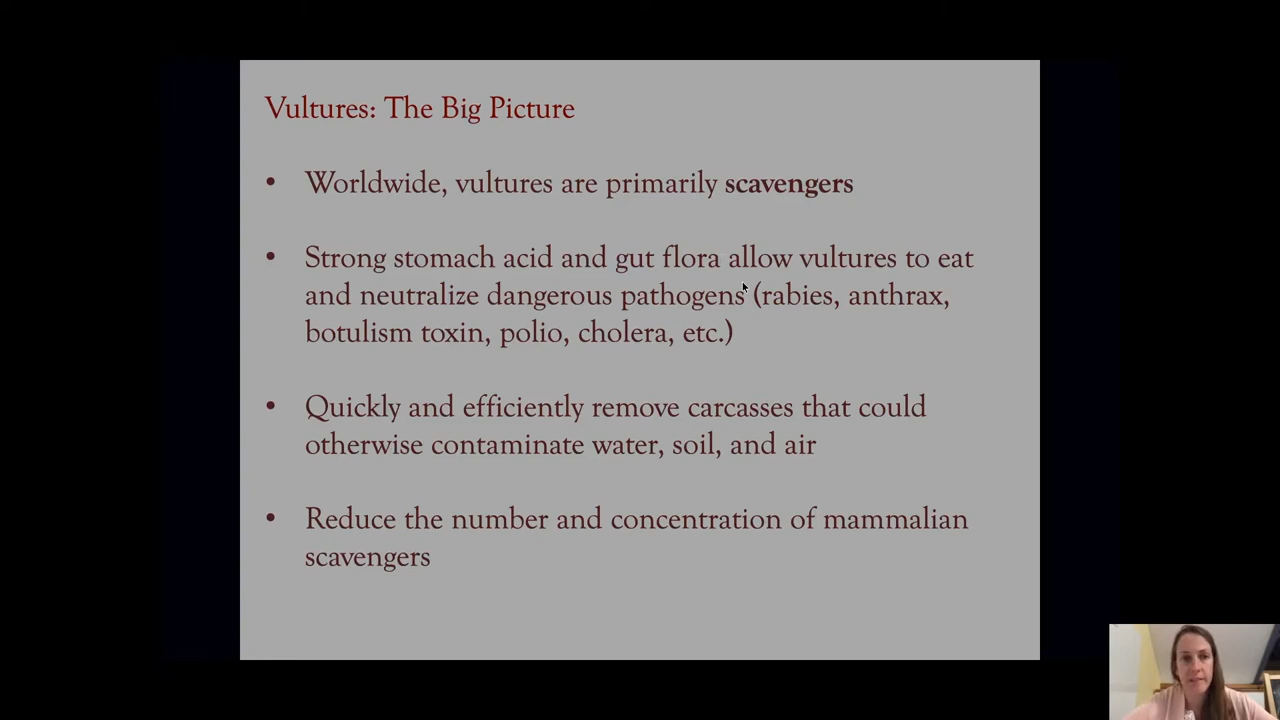 Vultures: The Big Picture
• Worldwide, vultures are primarily scavengers
• Strong stomach acid and gut flora allow vultures to eat
and neutralize dangerous pathogens (rabies, anthrax,
botulism toxin, polio, cholera, etc.)
• Quickly and efficiently remove carcasses that could
otherwise contaminate water, soil, and air
• Reduce the number and concentration of mammalian
scavengers